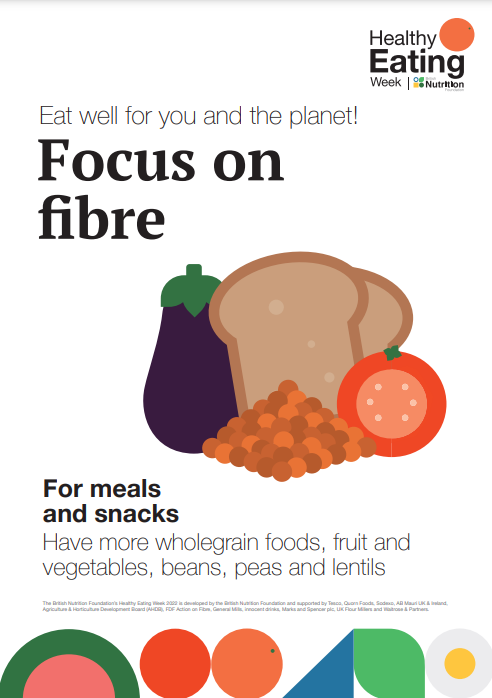 Healthy
Eating
Week
British
Nutrition
Foundation
Eat well for you and the planet!
Focus on
fibre
For meals
and snacks
Have more wholegrain foods, fruit and
vegetables, beans, peas and lentils
The British Nutrition Foundation's Healthy Eating Week 2022 is developed by the British Nutrition Foundation and supported by Tesco, Quorn Foods, Sodexo, AB Mauri UK & Ireland,
Agriculture & Horticulture Development Board (AHDB), FDF Action on Fibre, General Mills, innocent drinks, Marks and Spencer plc, UK Flour Millers and Waitrose & Partners.